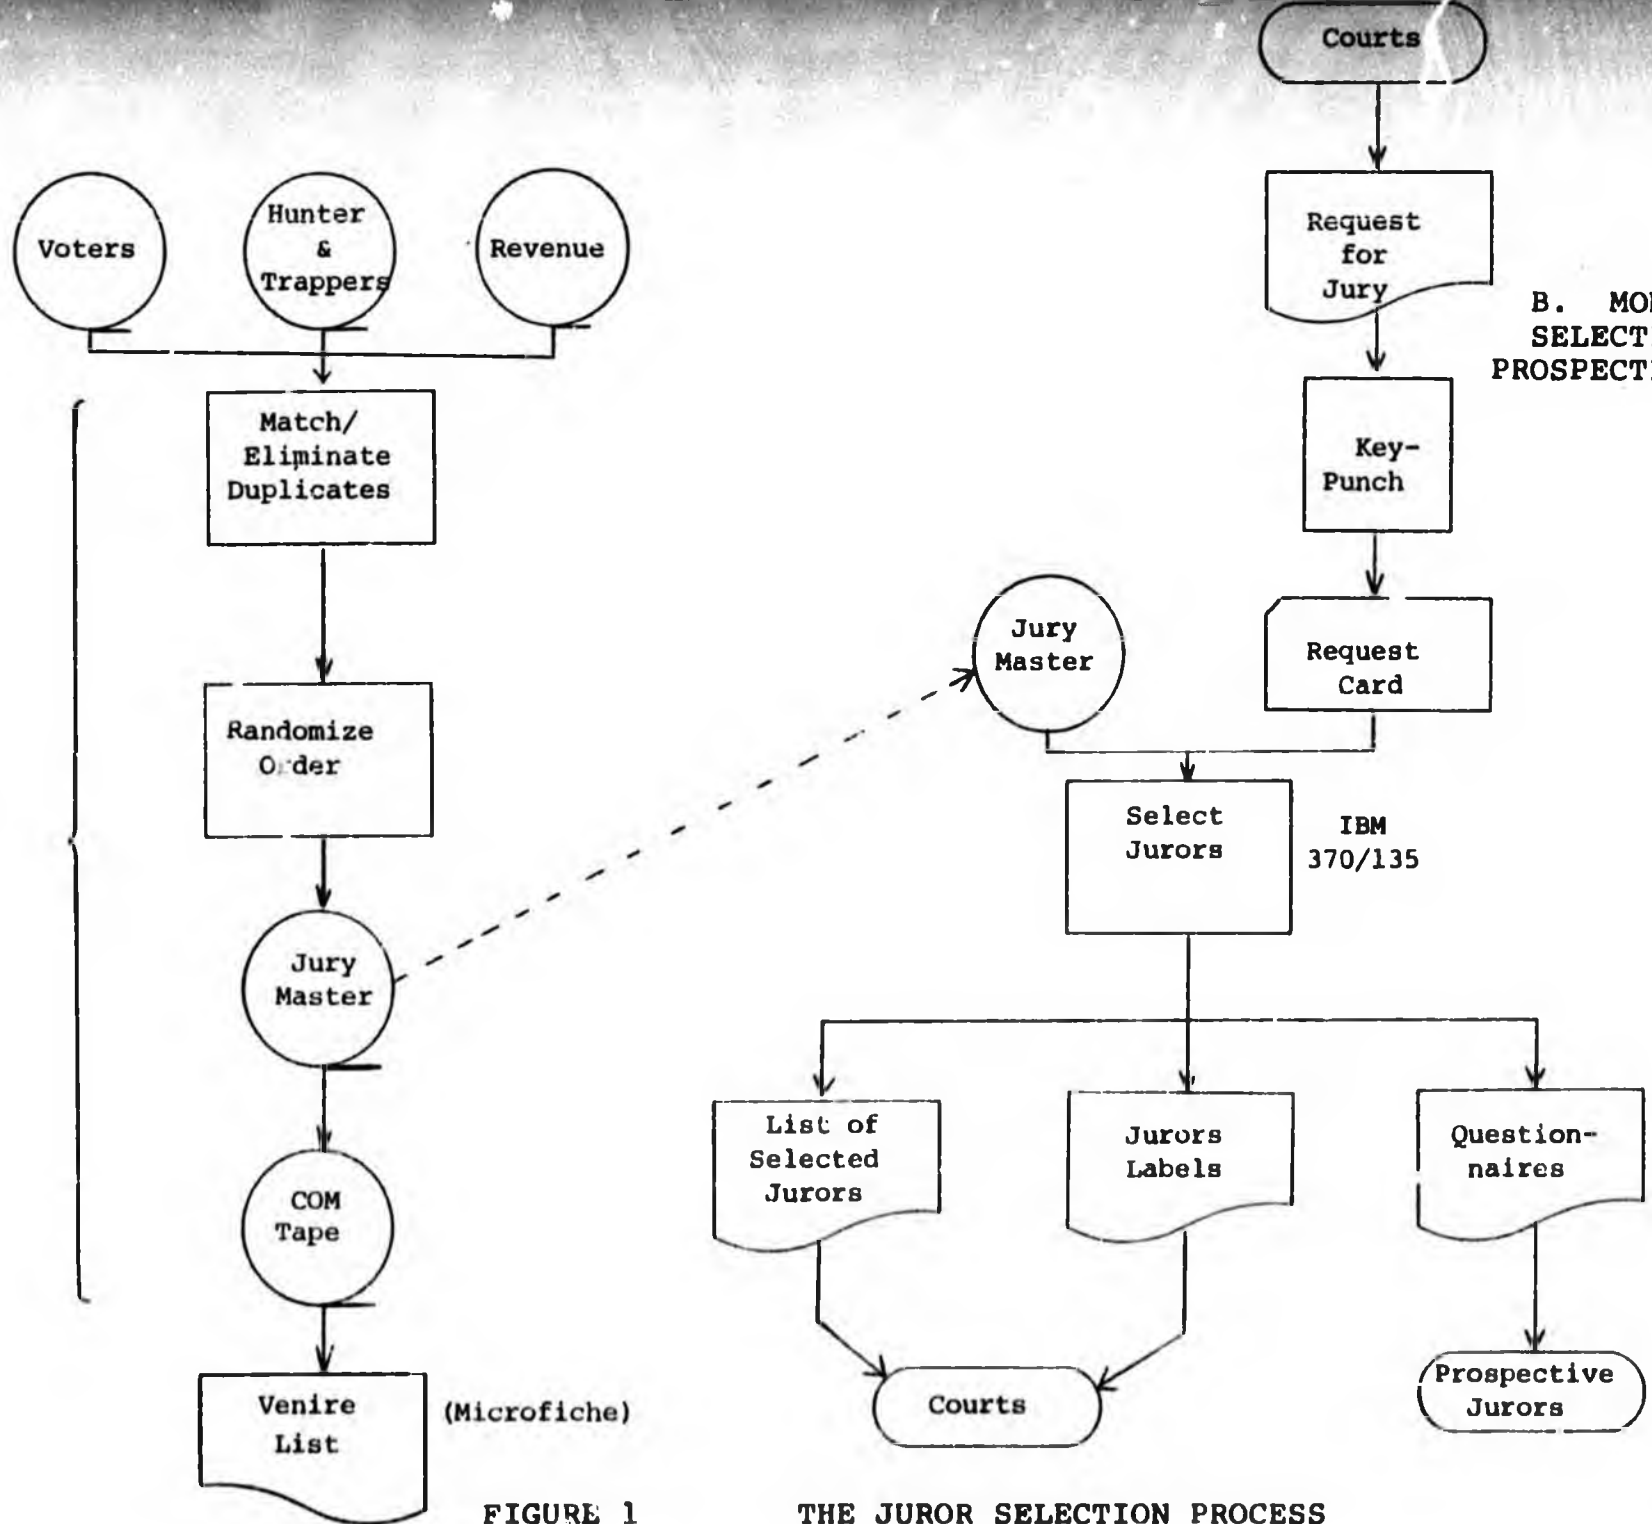 Courts
Voters
Hunter
&
Trappers
Revenue
Request
for
Jury
B.
SELECT
Match/
Eliminate
Duplicates
Key-
Punch
Jury
Master
Request
Card
Randomize
Order
Select
Jurors
IBM
370/135
Jury
Master
List of
Selected
Jurors
Jurors
Labels
Question-
naires
COM
Tape
Venire
List
(Microfiche)
Courts
Prospective
Jurors
FIGURE 1 THE JUROR SELECTION PROCESS